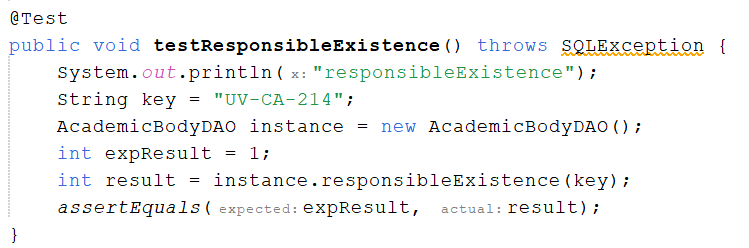 @Test
public void testResponsibleExistence() throws SQLException {
    System.out.println( x: "responsibleExistence");
    String key = "UV-CA-214";
    AcademicBodyDAO instance = new AcademicBodyDAO();
    int expResult = 1;
    int result = instance.responsibleExistence(key);
    assertEquals( expected: expResult, actual: result);
}